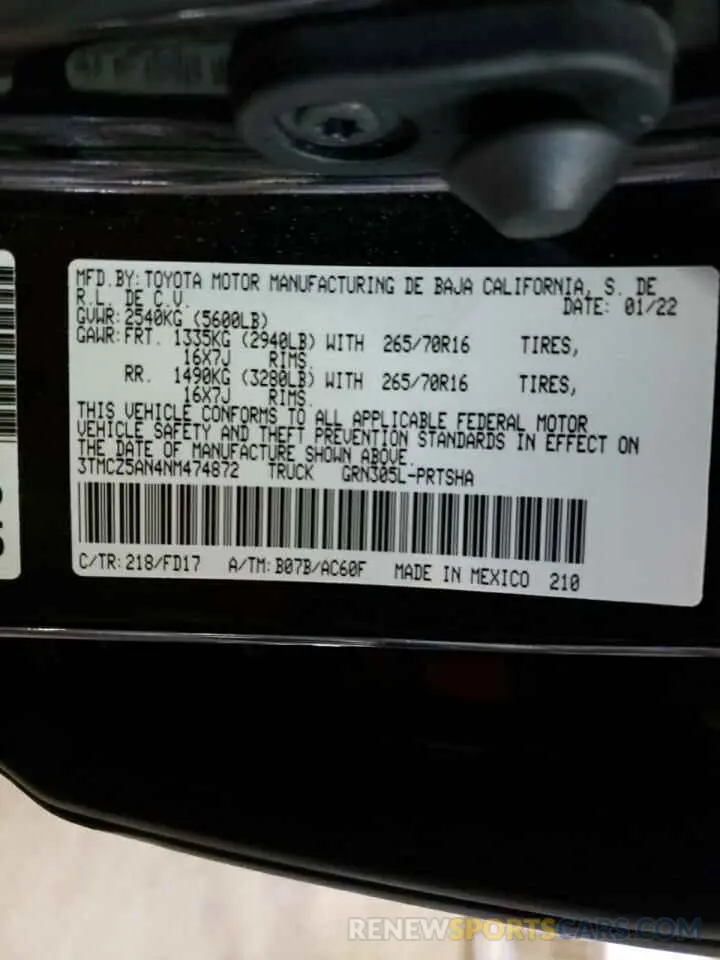 MFD.BY: TOYOTA MOTOR MANUFACTURING DE BAJA CALIFORNIA, S. DE
R.L. DE C.V. DATE: 01/22
GVWR: 2540KG (5600LB)
GAWR: FRT. 1335KG (2940LB) WITH 265/70R16 TIRES,
16X7J RIMS.
RR. 1490KG (3280LB) WITH 265/70R16 TIRES,
16X7J RIMS.
THIS VEHICLE CONFORMS TO ALL APPLICABLE FEDERAL MOTOR
VEHICLE SAFETY AND THEFT PREVENTION STANDARDS IN EFFECT ON
THE DATE OF MANUFACTURE SHOWN ABOVE.
3TMCZ5AN4NM474872 TRUCK GRN305L-PRTSHA
C/TR: 218/FD17 A/TM: B07B/AC60F MADE IN MEXICO 210
RENEWSPORTSCARS.COM